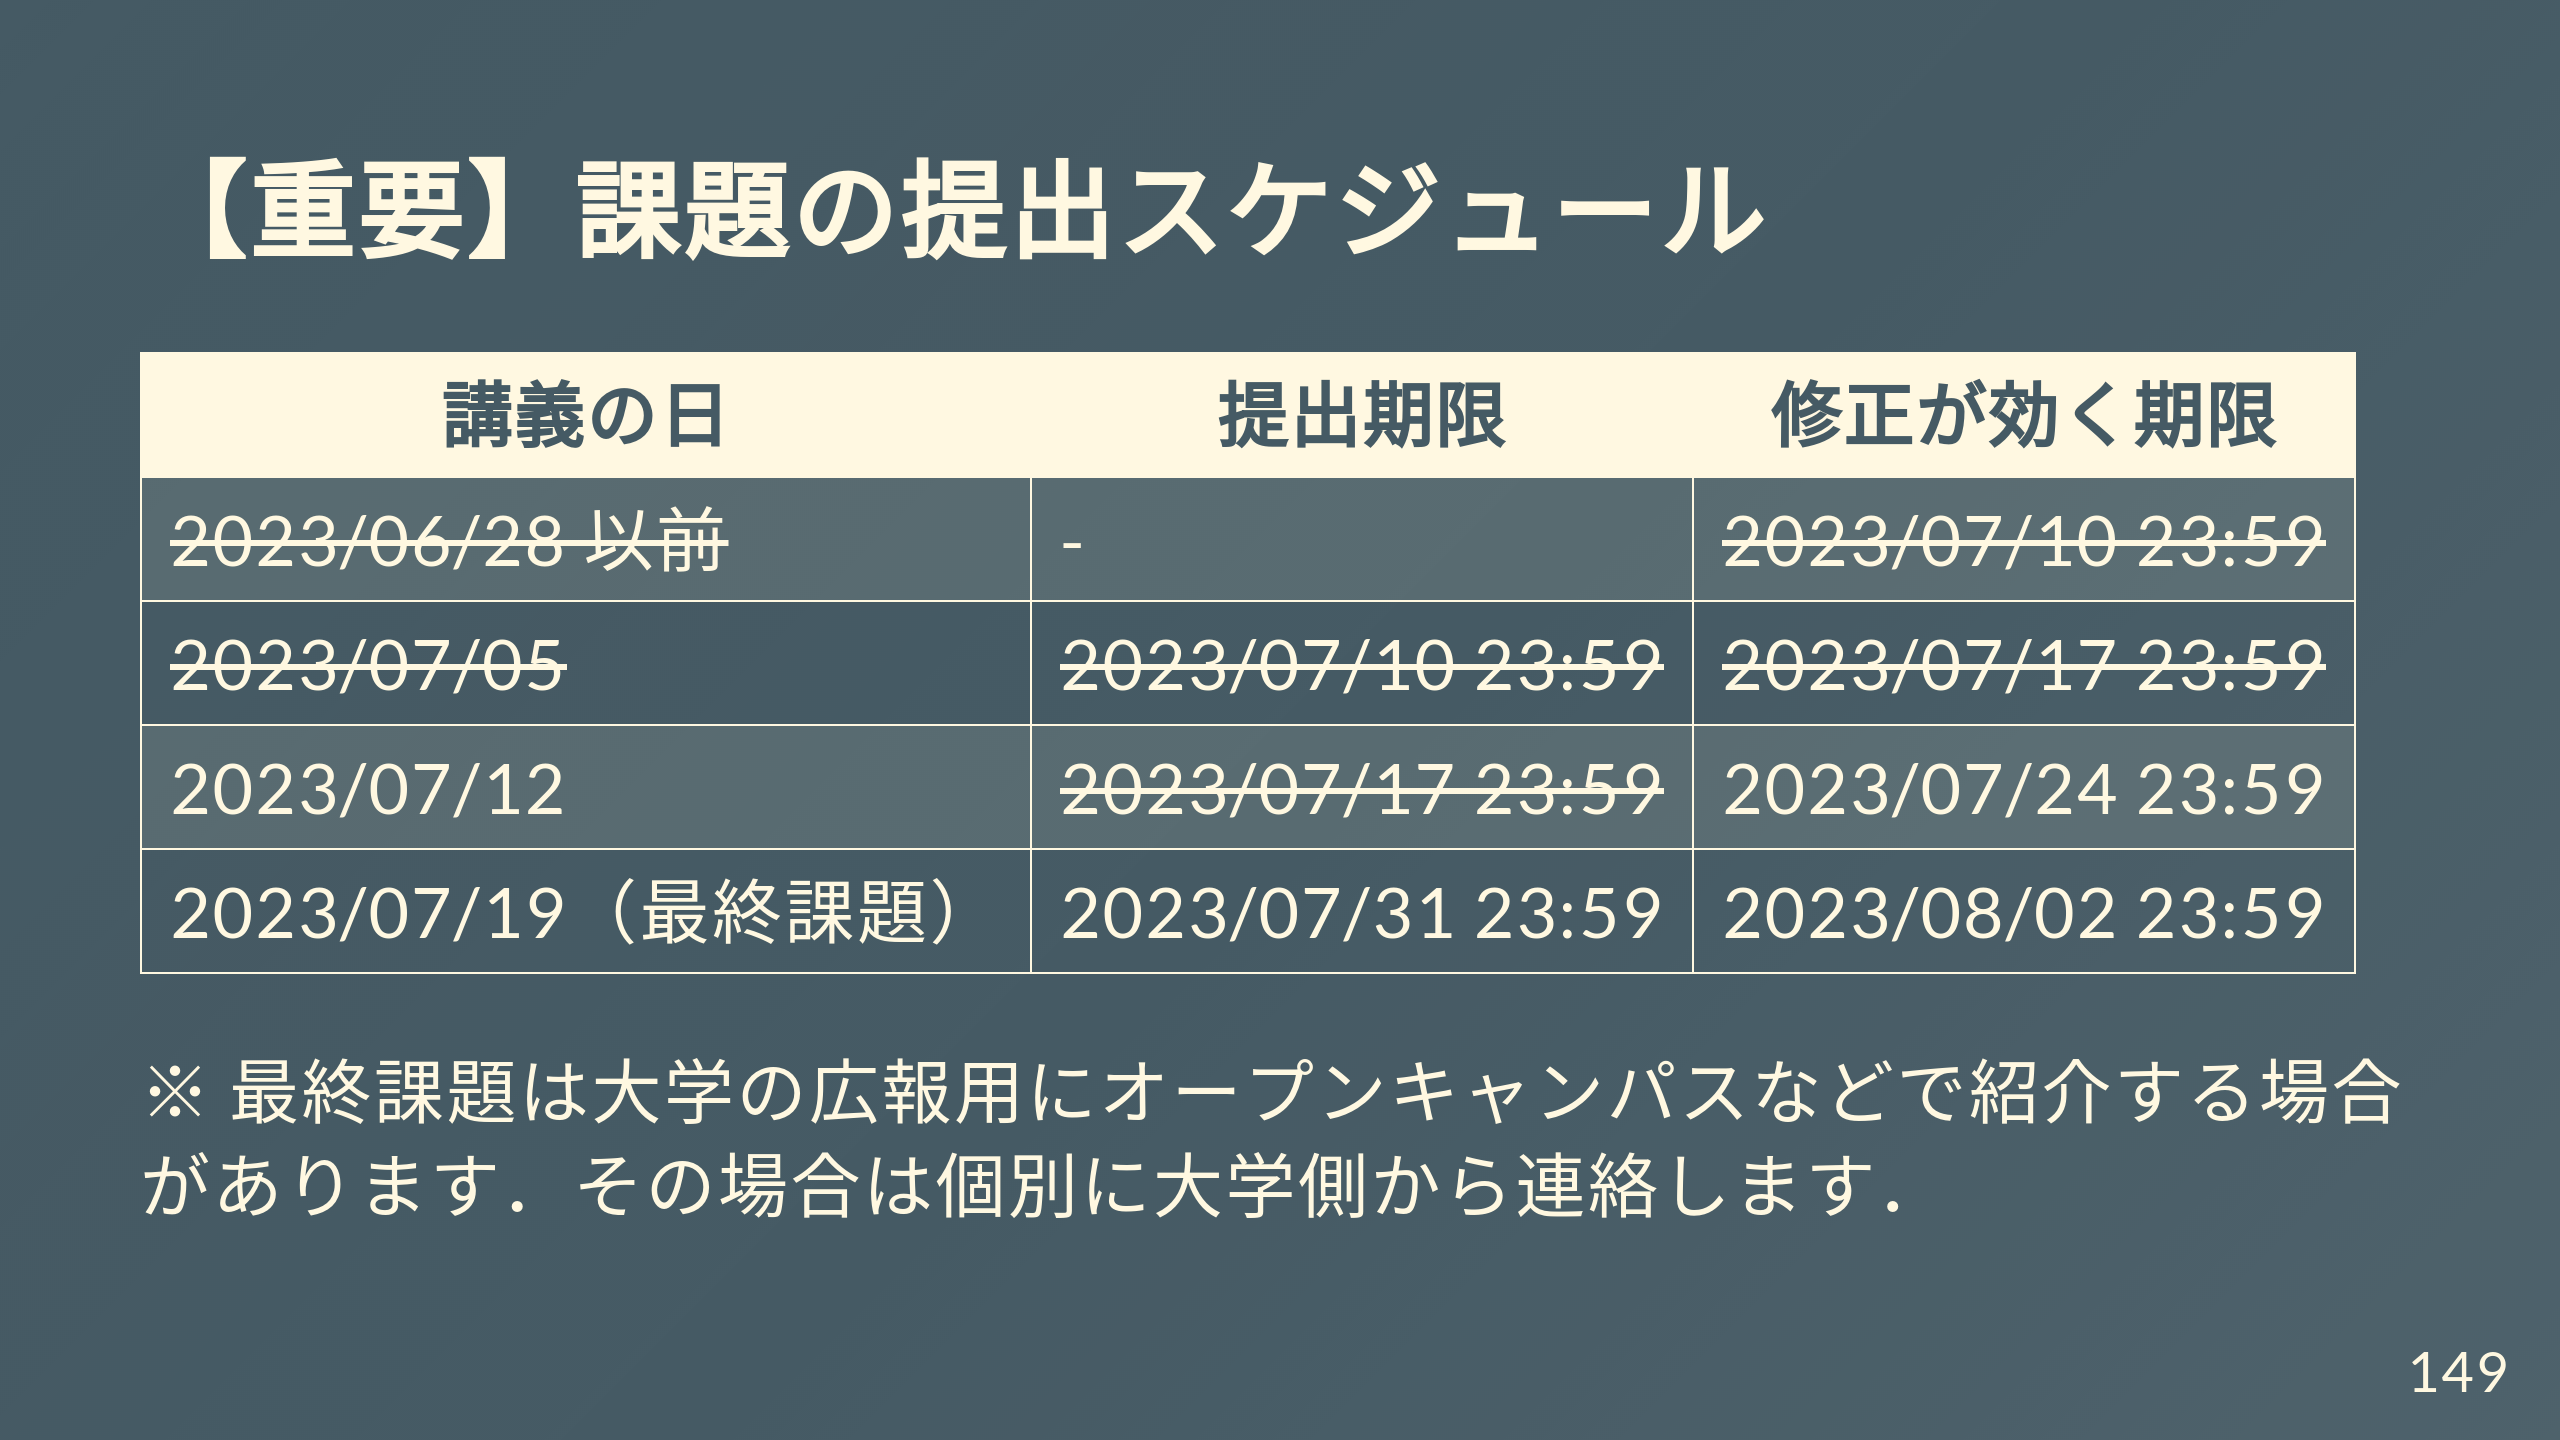 【重要】課題の提出スケジュール
講義の日 提出期限 修正が効く期限
2023/06/28 以前 - 2023/07/10 23:59
2023/07/05 2023/07/10 23:59 2023/07/17 23:59
2023/07/12 2023/07/17 23:59 2023/07/24 23:59
2023/07/19（最終課題） 2023/07/31 23:59 2023/08/02 23:59
※ 最終課題は大学の広報用にオープンキャンパスなどで紹介する場合
があります．その場合は個別に大学側から連絡します．
149